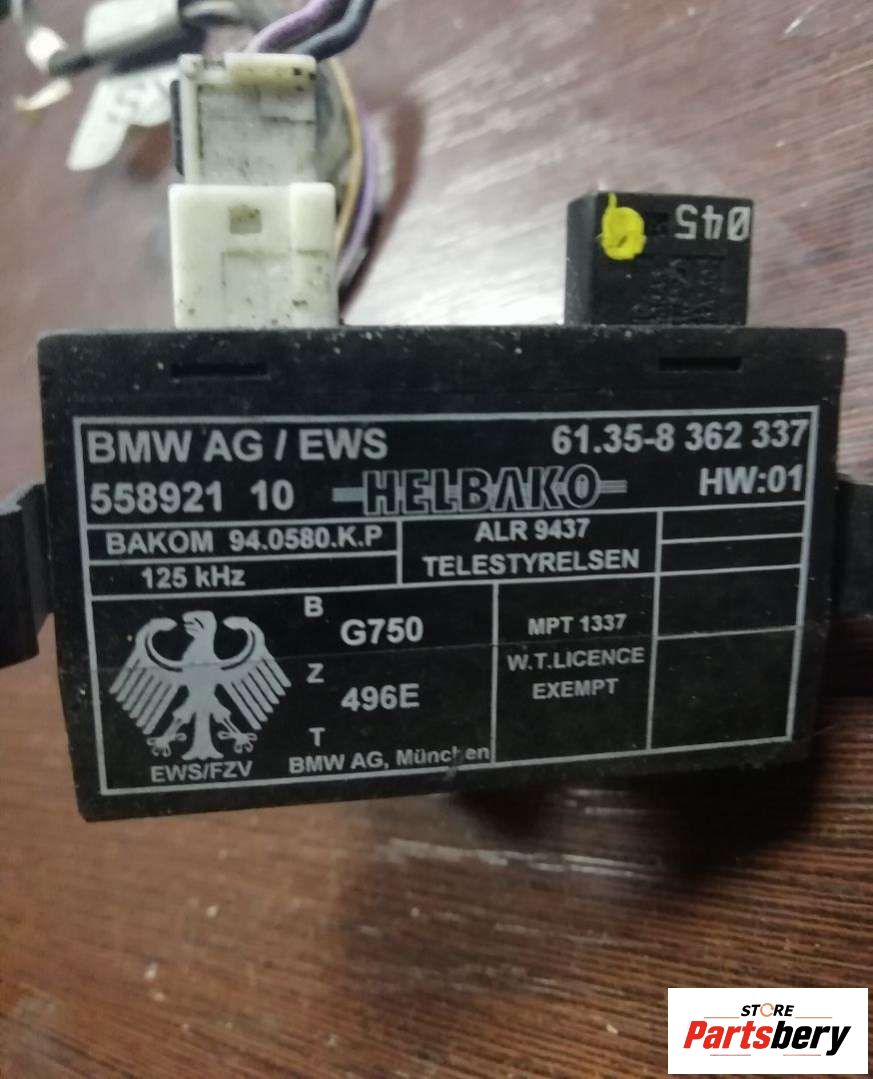 045
BMW AG / EWS 61.35-8 362 337
558921 10 HELBAKO HW:01
BAKOM 94.0580.K.P
125 kHz
ALR 9437
TELESTYRELSEN
B G750
Z 496E
T
BMW AG, München
EWS/FZV
MPT 1337
W.T.LICENCE
EXEMPT
STORE
Partsbery